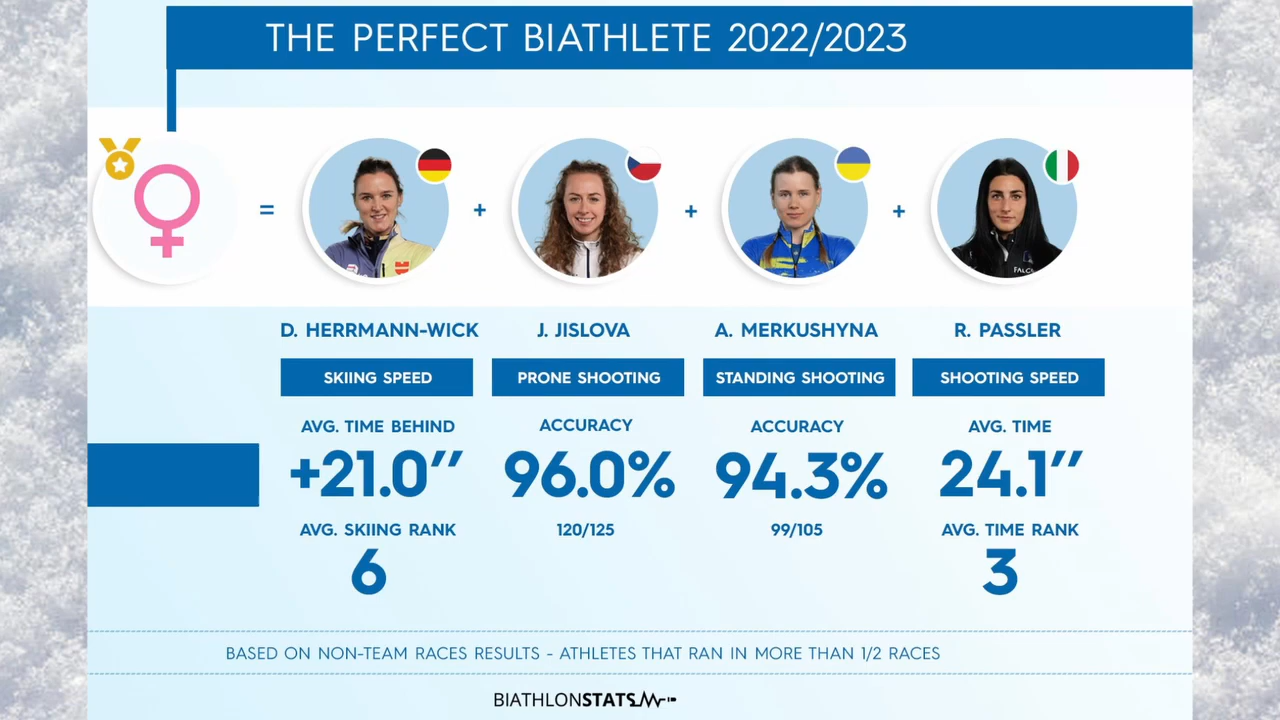 THE PERFECT BIATHLETE 2022/2023
= + + +
FALC
D. HERRMANN-WICK J. JISLOVA A. MERKUSHYNA R. PASSLER
SKIING SPEED PRONE SHOOTING STANDING SHOOTING SHOOTING SPEED
AVG. TIME BEHIND ACCURACY ACCURACY AVG. TIME
+21.0″ 96.0% 94.3% 24.1″
AVG. SKIING RANK 120/125 99/105 AVG. TIME RANK
6 3
BASED ON NON-TEAM RACES RESULTS - ATHLETES THAT RAN IN MORE THAN 1/2 RACES
BIATHLONSTATS